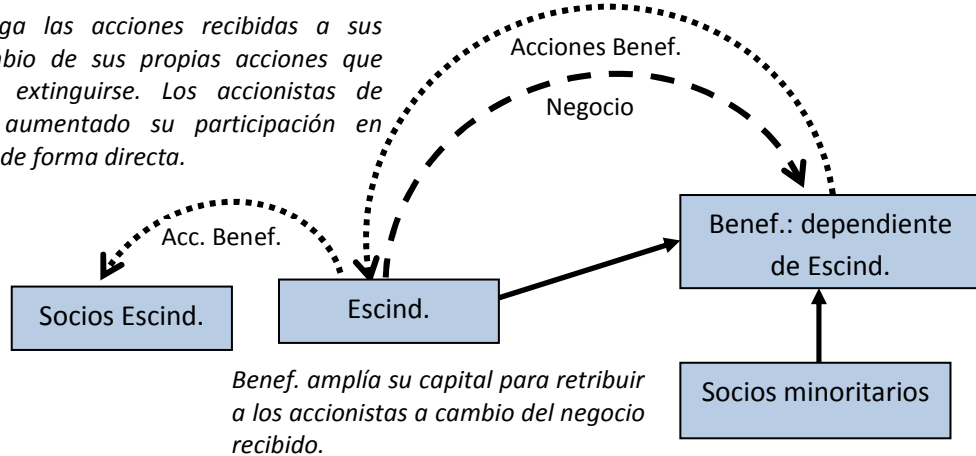 ga las acciones recibidas a sus
bio de sus propias acciones que
extinguirse. Los accionistas de
aumentado su participación en
de forma directa.
Acciones Benef.
Negocio
Acc. Benef.
Benef.: dependiente
de Escind.
Socios Escind.
Escind.
Socios minoritarios
Benef. amplía su capital para retribuir
a los accionistas a cambio del negocio
recibido.